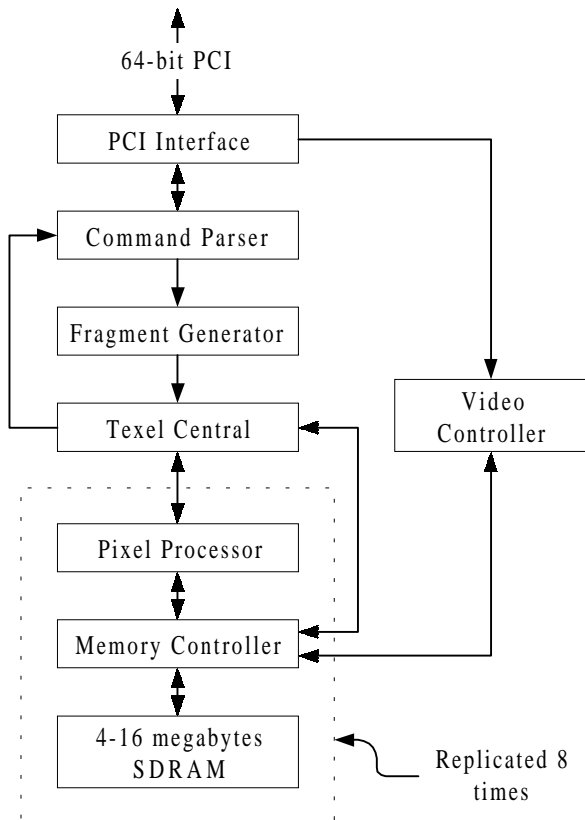 64-bit PCI
PCI Interface
Command Parser
Fragment Generator
Texel Central
Video
Controller
Pixel Processor
Memory Controller
4-16 megabytes
SDRAM
Replicated 8
times